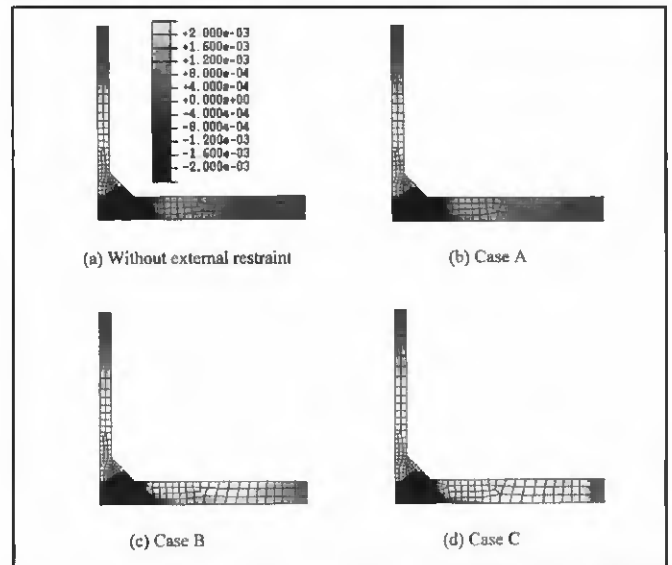 +2.000e-03
+1.600e-03
+1.200e-03
+8.000e-04
+4.000e-04
+0.000e+00
-4.000e-04
-8.000e-04
-1.200e-03
-1.600e-03
-2.000e-03
(a) Without external restraint
(b) Case A
(c) Case B
(d) Case C